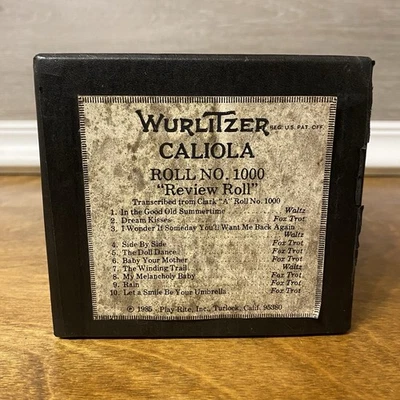 WURLITZER REG. U.S. PAT. OFF.
CALIOLA
ROLL NO. 1000
"Review Roll"
Transcribed from Clark "A" Roll No. 1000
1. In the Good Old Summertime .......... Waltz
2. Dream Kisses .......... Fox Trot
3. I Wonder If Someday You'll Want Me Back Again
Waltz
4. Side By Side .......... Fox Trot
5. The Doll Dance .......... Fox Trot
6. Baby Your Mother .......... Fox Trot
7. The Winding Trail .......... Waltz
8. My Melancholy Baby .......... Fox Trot
9. Rain .......... Fox Trot
10. Let a Smile Be Your Umbrella .......... Fox Trot
© 1985 Play-Rite, Inc., Turlock, Calif. 95380